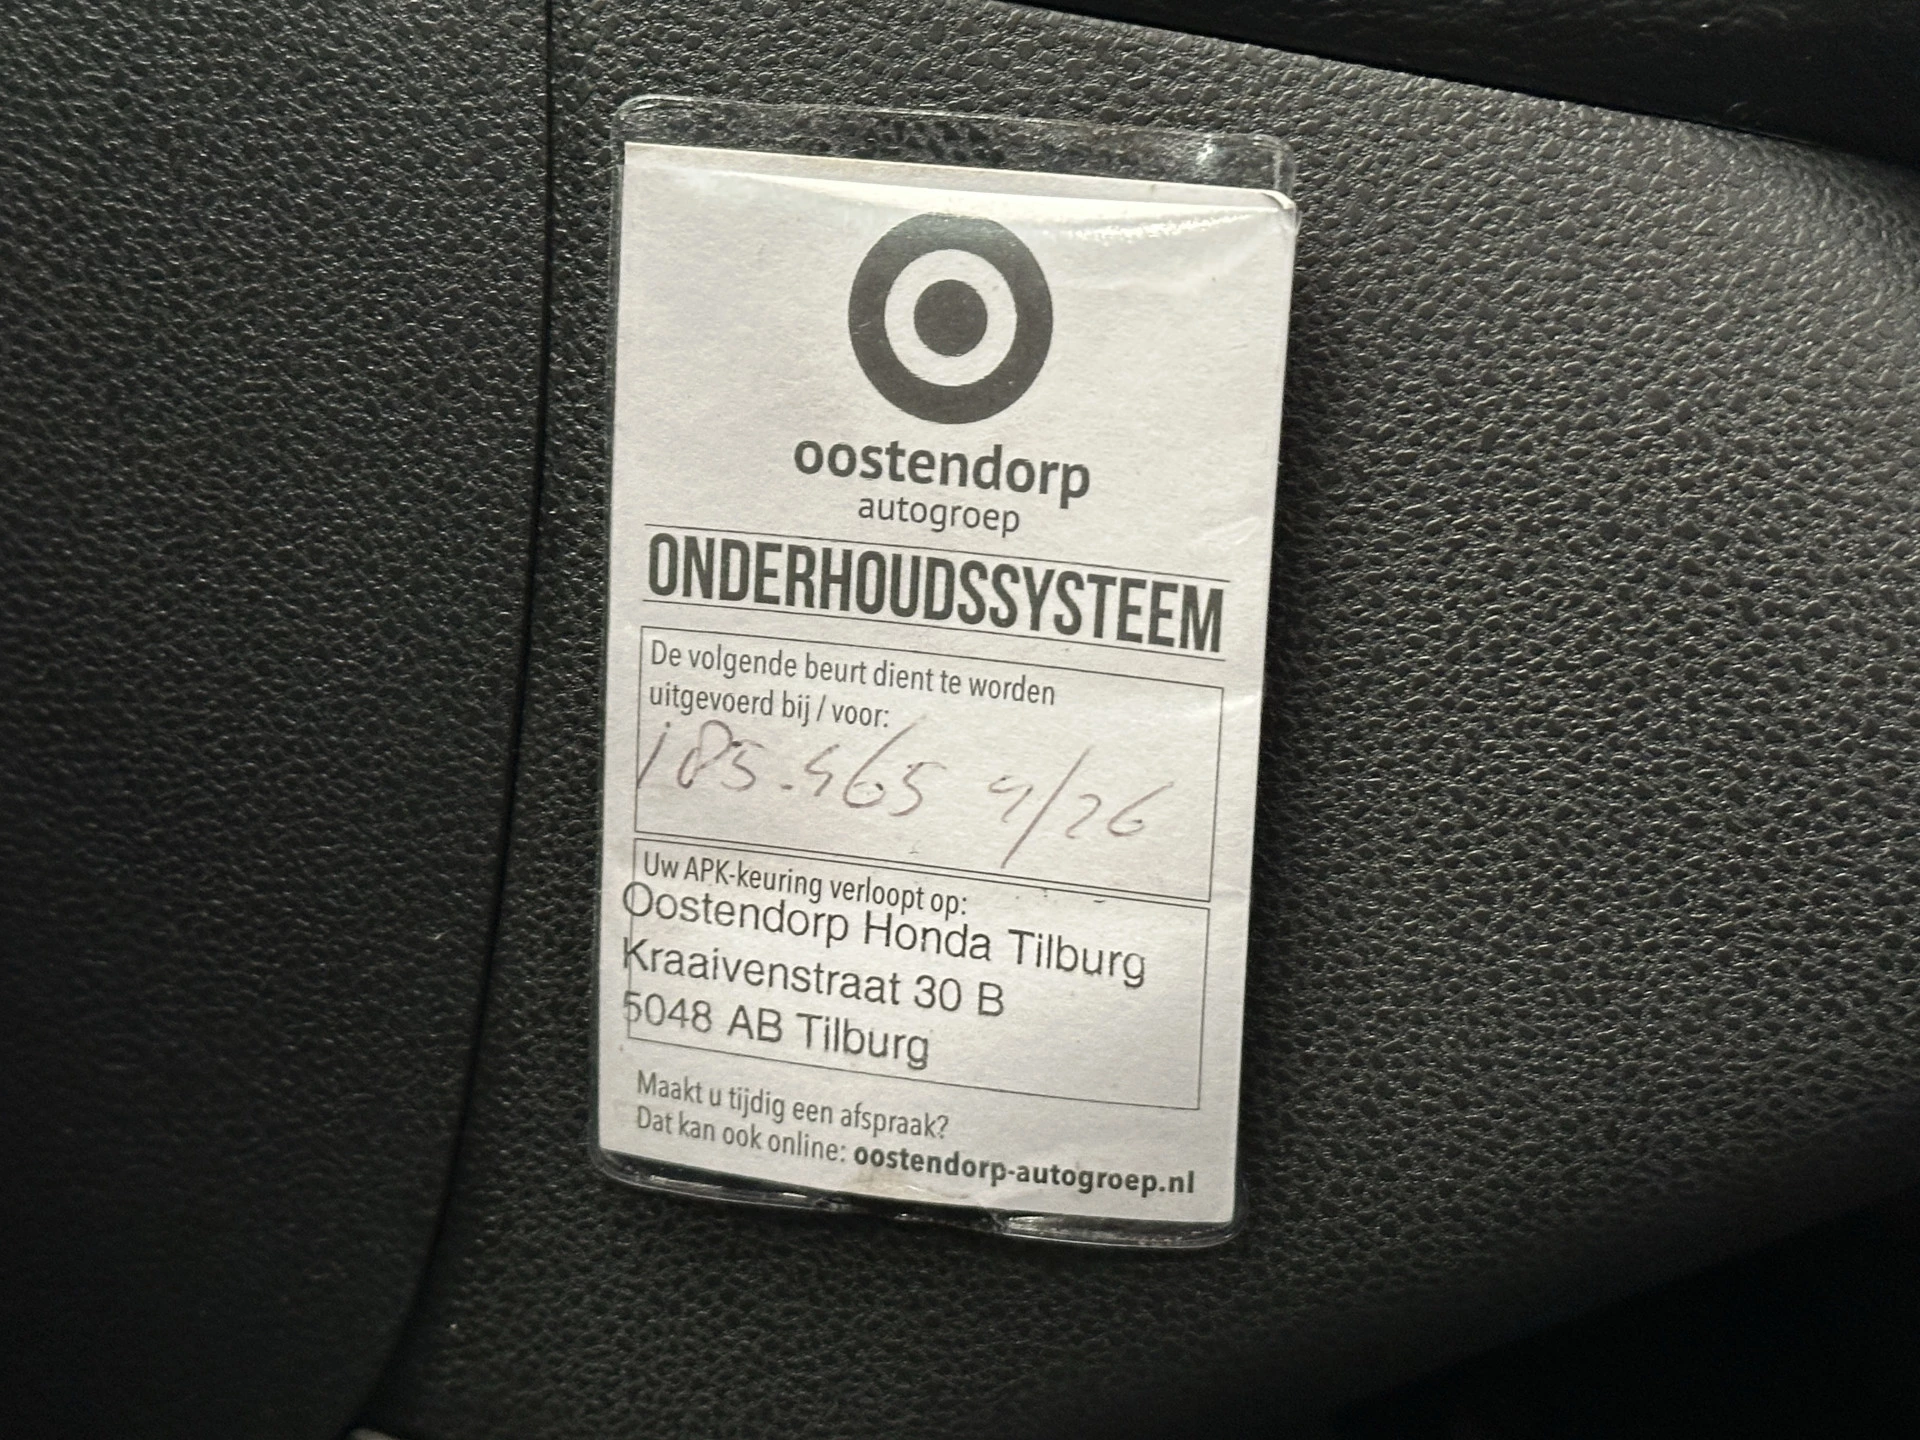 oostendorp
autogroep
ONDERHOUDSSYSTEEM
De volgende beurt dient te worden
uitgevoerd bij / voor:
185.465 4/26
Uw APK-keuring verloopt op:
Oostendorp Honda Tilburg
Kraaivenstraat 30 B
5048 AB Tilburg
Maakt u tijdig een afspraak?
Dat kan ook online: oostendorp-autogroep.nl